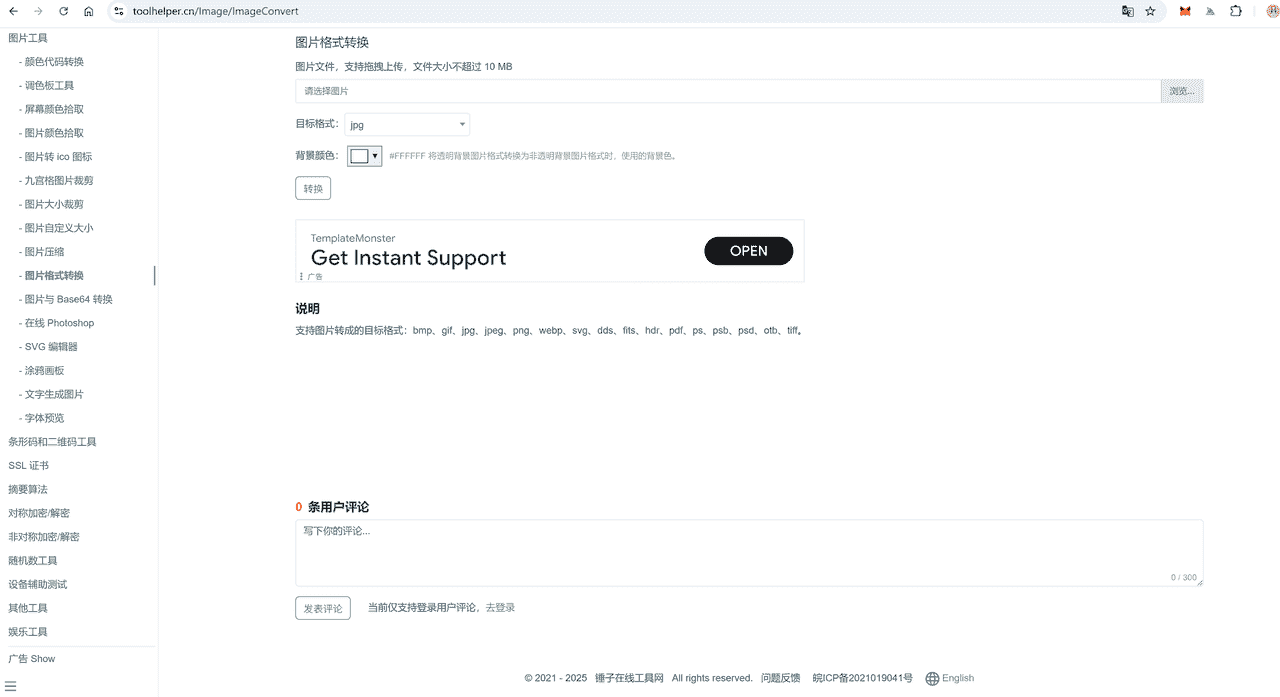 toolhelper.cn/Image/ImageConvert
图片工具
- 颜色代码转换
- 调色板工具
- 屏幕颜色拾取
- 图片颜色拾取
- 图片转 ico 图标
- 九宫格图片裁剪
- 图片大小裁剪
- 图片自定义大小
- 图片压缩
- 图片格式转换
- 图片与 Base64 转换
- 在线 Photoshop
- SVG 编辑器
- 涂鸦画板
- 文字生成图片
- 字体预览
条形码和二维码工具
SSL 证书
摘要算法
对称加密/解密
非对称加密/解密
随机数工具
设备辅助测试
其他工具
娱乐工具
广告 Show
图片格式转换
图片文件，支持拖拽上传，文件大小不超过 10 MB
请选择图片 浏览...
目标格式： jpg
背景颜色： #FFFFFF 将透明背景图片格式转换为非透明背景图片格式时，使用的背景色。
转换
TemplateMonster
Get Instant Support
OPEN
广告
说明
支持图片转成的目标格式：bmp、gif、jpg、jpeg、png、webp、svg、dds、fits、hdr、pdf、ps、psb、psd、otb、tiff。
0 条用户评论
写下你的评论...
0 / 300
发表评论 当前仅支持登录用户评论，去登录
© 2021 - 2025 锤子在线工具网 All rights reserved. 问题反馈 皖ICP备2021019041号 English